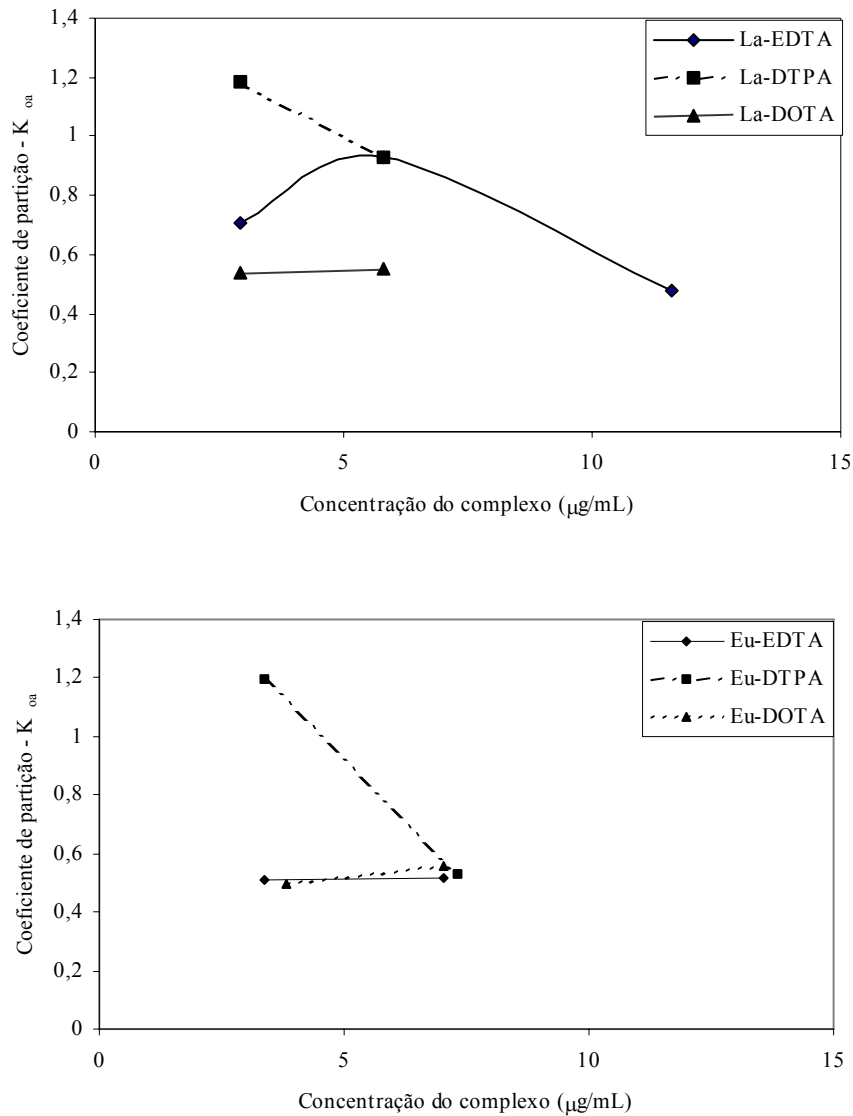 1,4
1,2
1
0,8
0,6
0,4
0,2
0
Coeficiente de partição - K oa
0
5
10
15
Concentração do complexo (μg/mL)
La-EDTA
La-DTPA
La-DOTA
1,4
1,2
1
0,8
0,6
0,4
0,2
0
Coeficiente de partição - K oa
0
5
10
15
Concentração do complexo (μg/mL)
Eu-EDTA
Eu-DTPA
Eu-DOTA